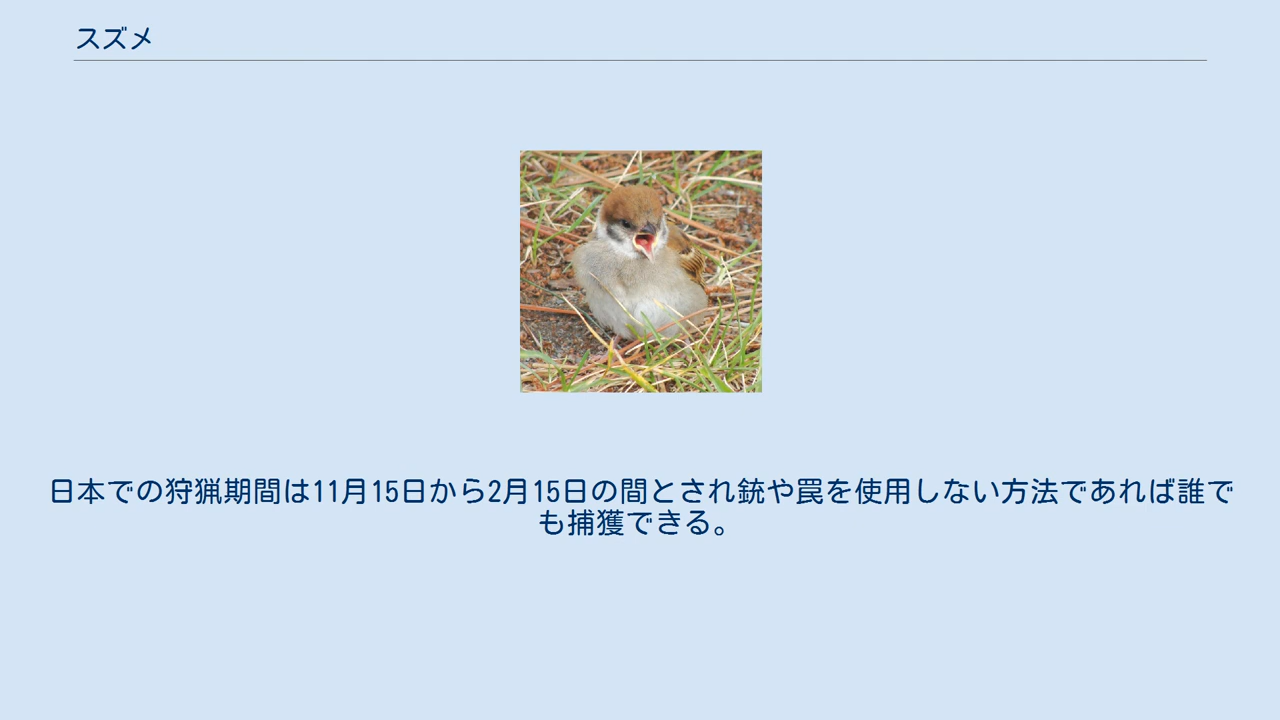 スズメ
日本での狩猟期間は11月15日から2月15日の間とされ銃や罠を使用しない方法であれば誰で
も捕獲できる。